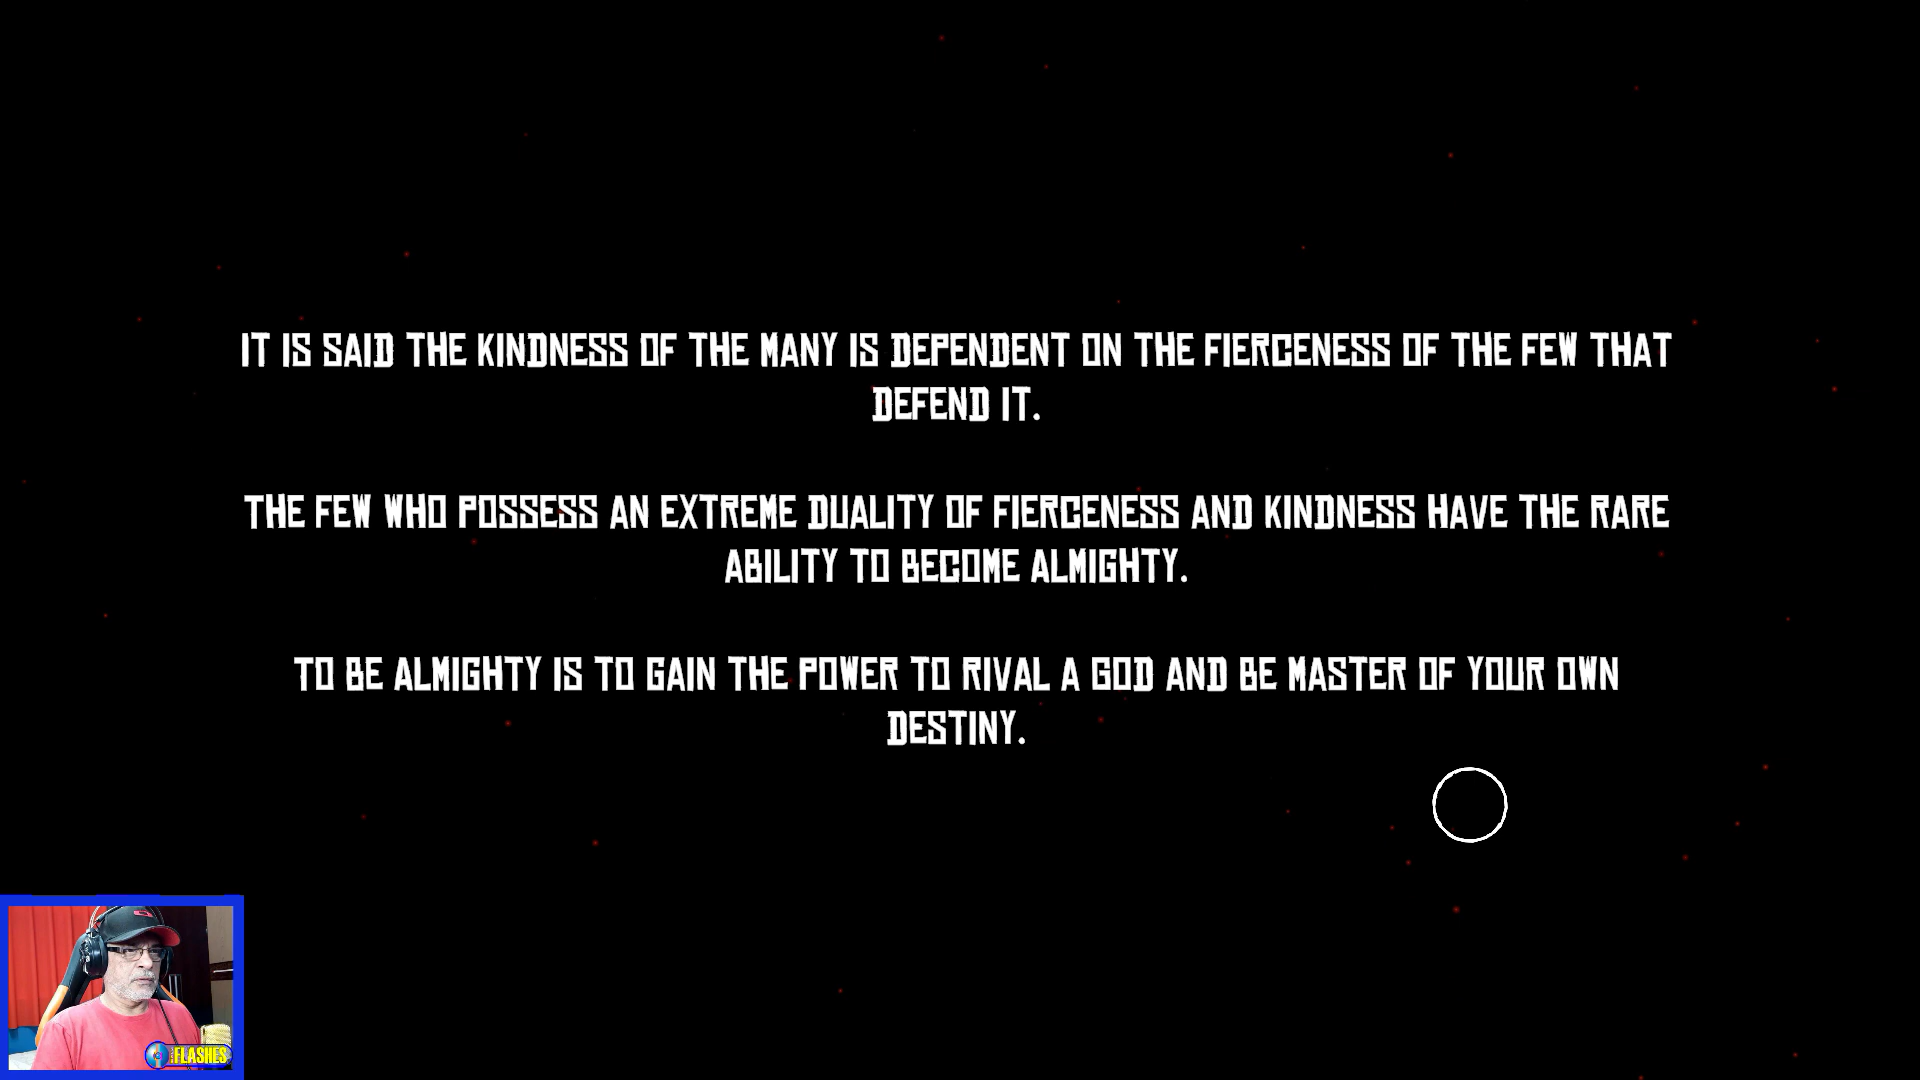 IT IS SAID THE KINDNESS OF THE MANY IS DEPENDENT ON THE FIERCENESS OF THE FEW THAT
DEFEND IT.
THE FEW WHO POSSESS AN EXTREME DUALITY OF FIERCENESS AND KINDNESS HAVE THE RARE
ABILITY TO BECOME ALMIGHTY.
TO BE ALMIGHTY IS TO GAIN THE POWER TO RIVAL A GOD AND BE MASTER OF YOUR OWN
DESTINY.
FLASHES